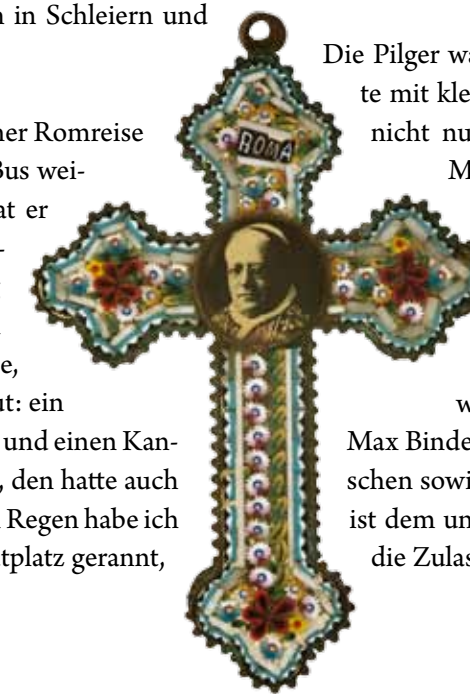 in Schleiern und
ner Romreise
Bus wei-
at er
-
e,
ut: ein
und einen Kan-
, den hatte auch
Regen habe ich
tplatz gerannt,
ROMA
Die Pilger wa
te mit kle
nicht nu
M
w
Max Binde
schen sowi
ist dem un
die Zulas